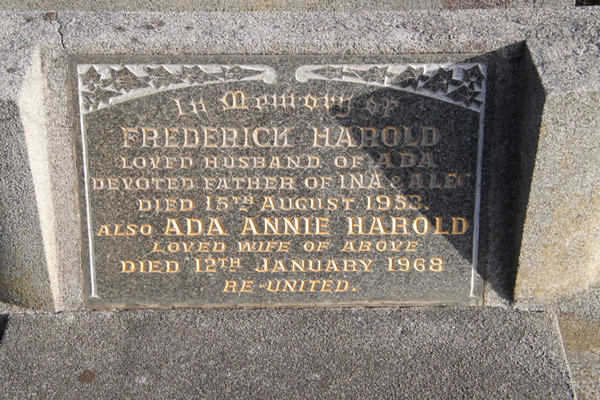 In Memory of
FREDERICK HAROLD
LOVED HUSBAND OF ADA
DEVOTED FATHER OF INA & ALEC
DIED 15TH AUGUST 1953.
ALSO ADA ANNIE HAROLD
LOVED WIFE OF ABOVE
DIED 12TH JANUARY 1968
RE-UNITED.